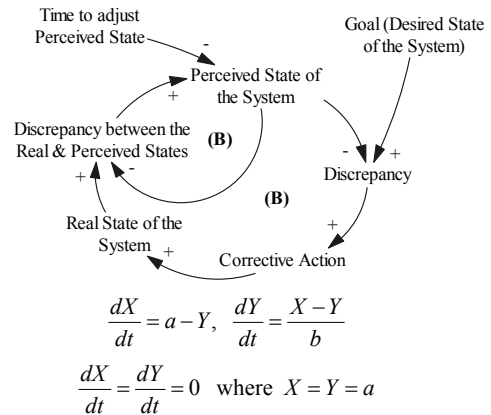 Time to adjust
Perceived State
Goal (Desired State
of the System)
-
Perceived State of
the System
+
Discrepancy between the
Real & Perceived States
(B)
-
-
+
Discrepancy
+
(B)
+
Real State of the
System
+
Corrective Action
dX/dt = a − Y, dY/dt = (X − Y)/b
dX/dt = dY/dt = 0 where X = Y = a